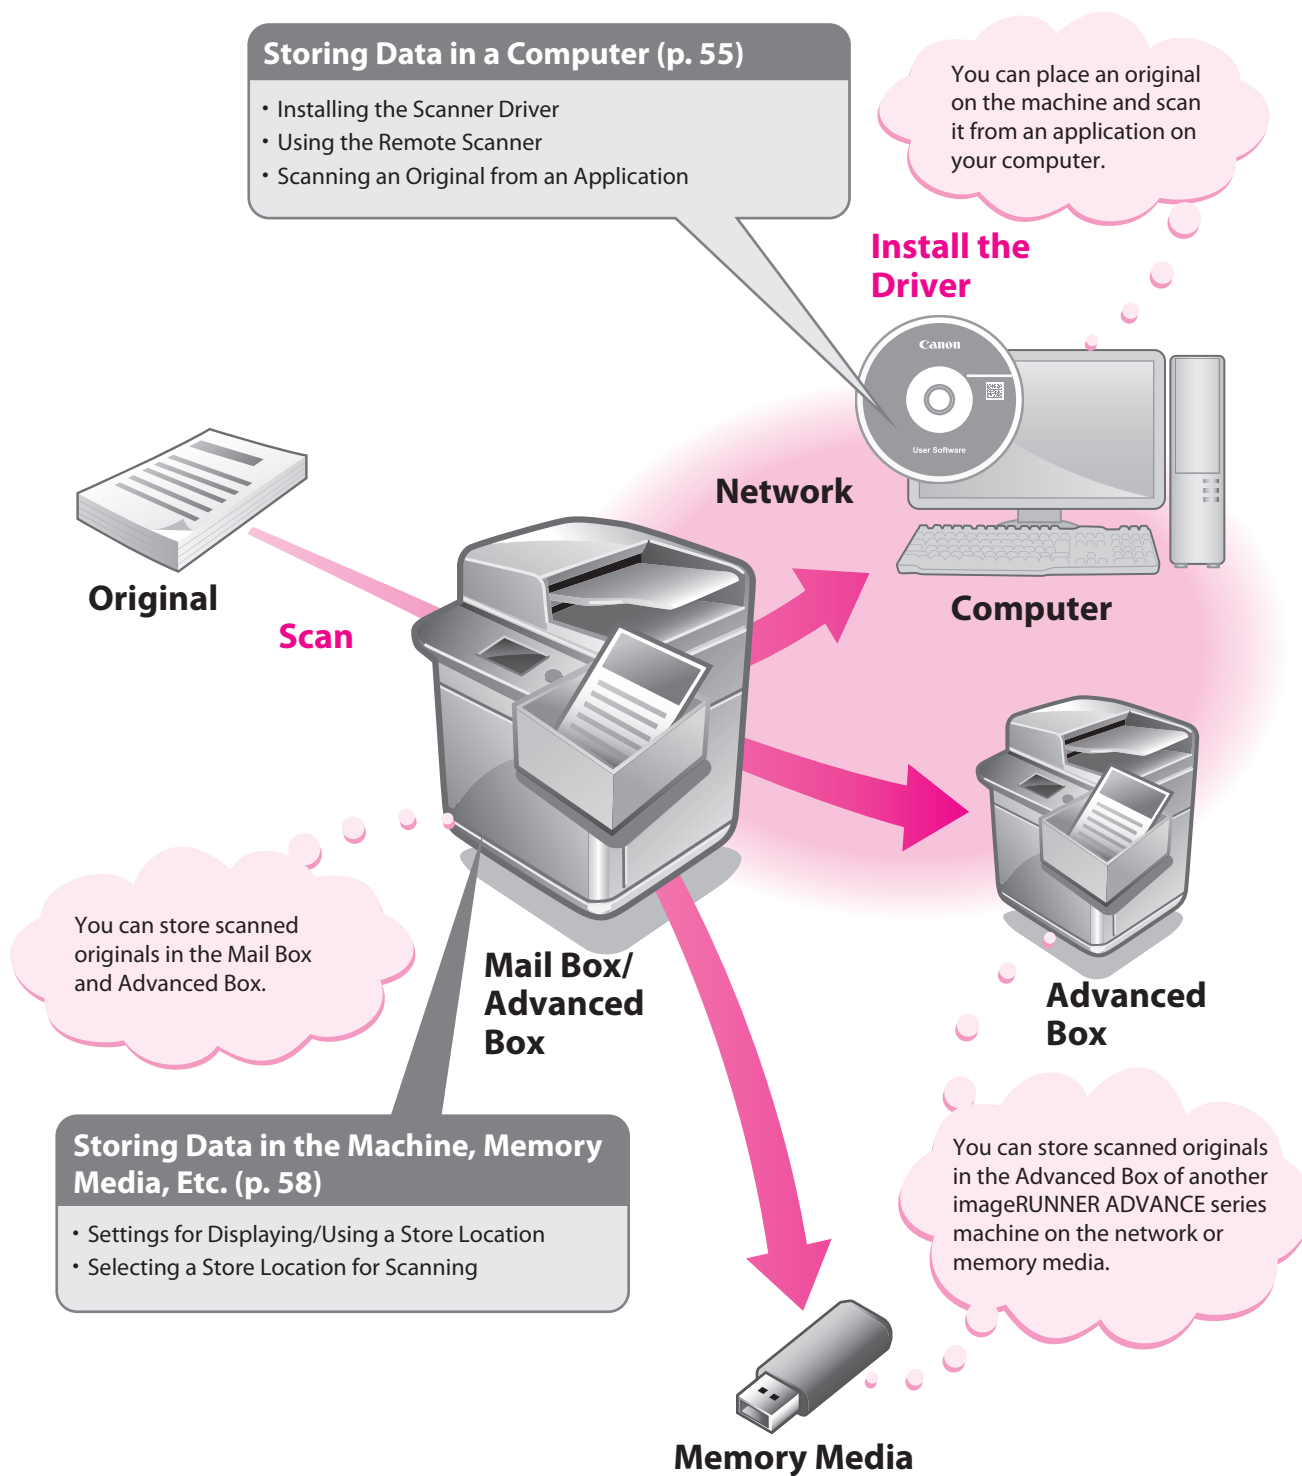 Storing Data in a Computer (p. 55)
• Installing the Scanner Driver
• Using the Remote Scanner
• Scanning an Original from an Application
You can place an original
on the machine and scan
it from an application on
your computer.
Install the
Driver
Canon
User Software
Network
Original
Scan
Computer
You can store scanned
originals in the Mail Box
and Advanced Box.
Mail Box/
Advanced
Box
Advanced
Box
Storing Data in the Machine, Memory
Media, Etc. (p. 58)
• Settings for Displaying/Using a Store Location
• Selecting a Store Location for Scanning
You can store scanned originals
in the Advanced Box of another
imageRUNNER ADVANCE series
machine on the network or
memory media.
Memory Media